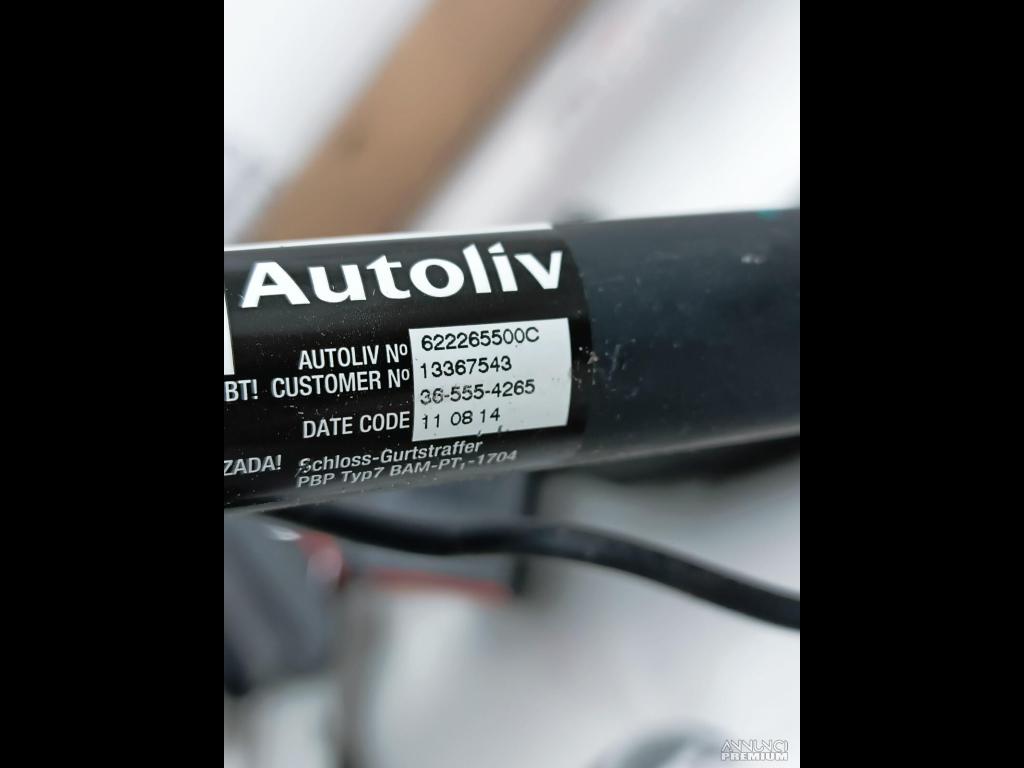 Autoliv
AUTOLIV Nº 622265500C
BT! CUSTOMER Nº 13367543
36-555-4265
DATE CODE 11 08 14
ZADA! Schloss-Gurtstraffer
PBP Typ7 BAM-PT₁-1704
ANNUNCI
PREMIUM